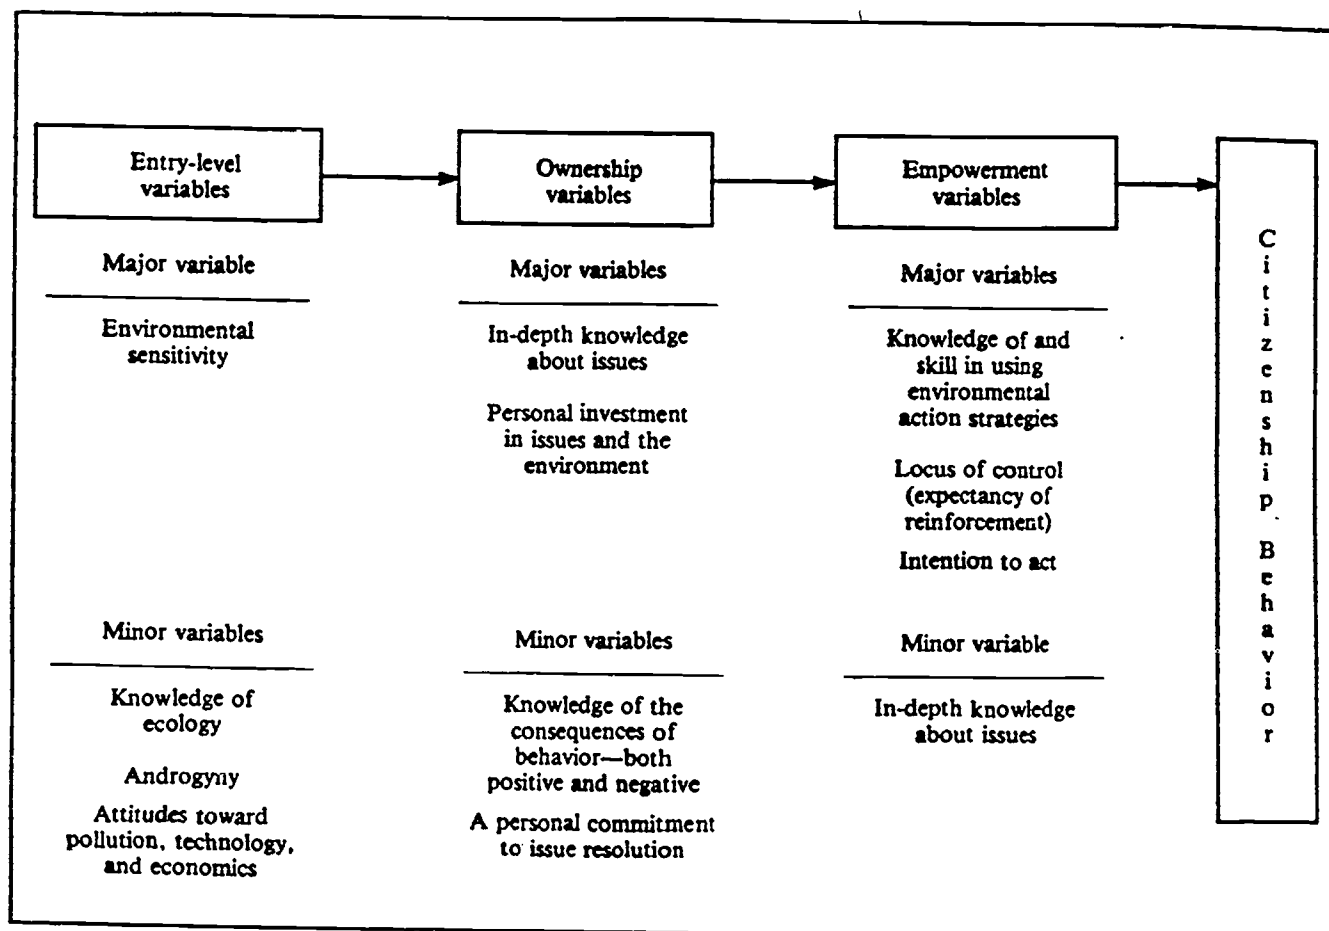 Entry-level
variables
Ownership
variables
Empowerment
variables
Major variable
Environmental
sensitivity
Major variables
In-depth knowledge
about issues
Personal investment
in issues and the
environment
Major variables
Knowledge of and
skill in using
environmental
action strategies
Locus of control
(expectancy of
reinforcement)
Intention to act
Minor variables
Knowledge of
ecology
Androgyny
Attitudes toward
pollution, technology,
and economics
Minor variables
Knowledge of the
consequences of
behavior—both
positive and negative
A personal commitment
to issue resolution
Minor variable
In-depth knowledge
about issues
Citizenship Behavior